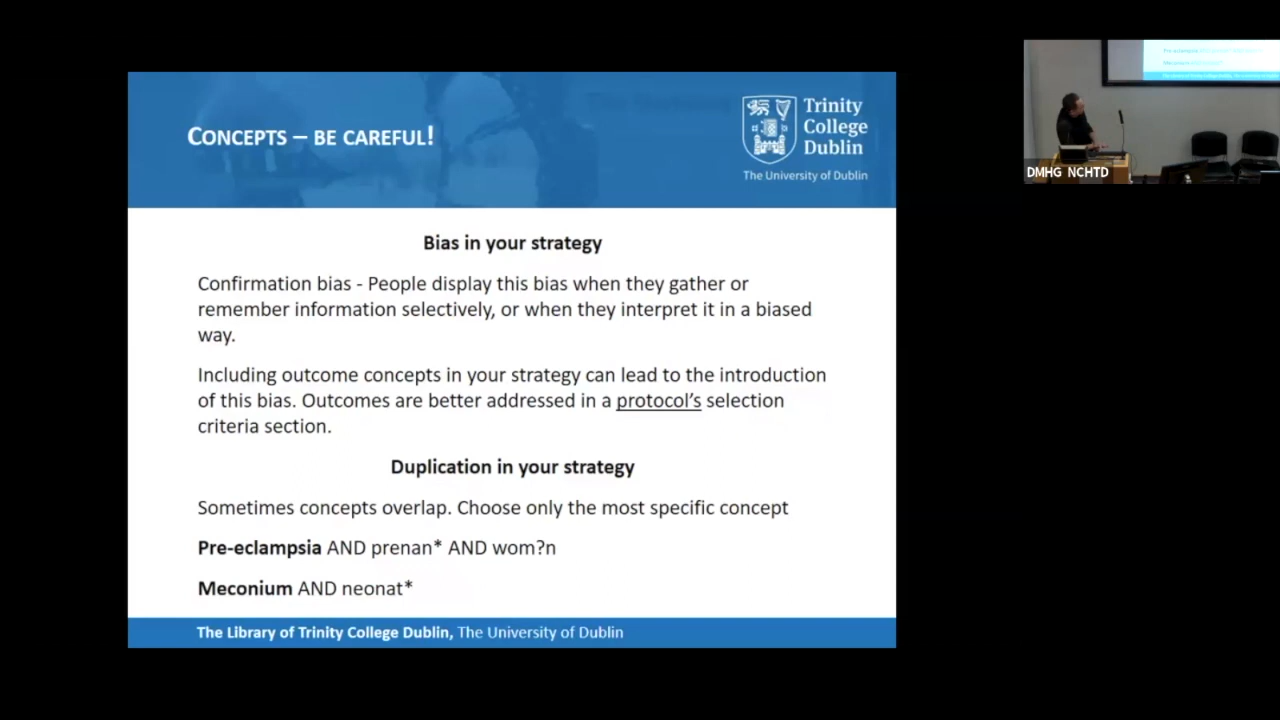 CONCEPTS – BE CAREFUL!
Trinity
College
Dublin
The University of Dublin
Bias in your strategy
Confirmation bias - People display this bias when they gather or
remember information selectively, or when they interpret it in a biased
way.
Including outcome concepts in your strategy can lead to the introduction
of this bias. Outcomes are better addressed in a protocol's selection
criteria section.
Duplication in your strategy
Sometimes concepts overlap. Choose only the most specific concept
Pre-eclampsia AND prenan* AND wom?n
Meconium AND neonat*
The Library of Trinity College Dublin, The University of Dublin
DMHG NCHTD